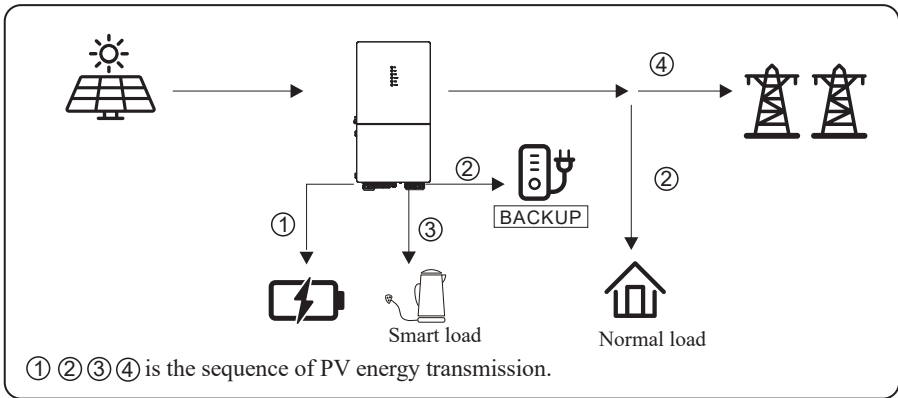 ④
②
②
BACKUP
①
③
Smart load
Normal load
① ② ③ ④ is the sequence of PV energy transmission.